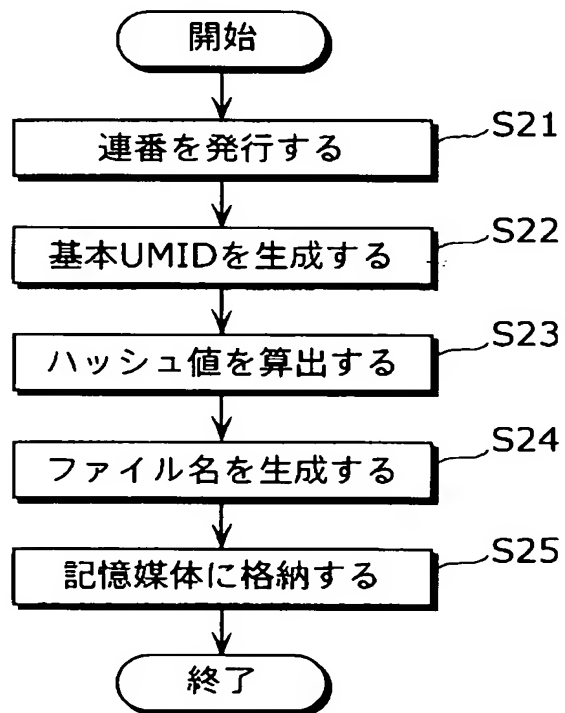 開始
連番を発行する
S21
基本UMIDを生成する
S22
ハッシュ値を算出する
S23
ファイル名を生成する
S24
記憶媒体に格納する
S25
終了